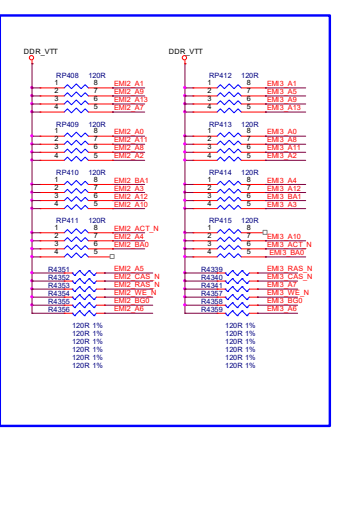 DDR_VTT
RP408 120R
1 8 EMI2_A1
2 7 EMI2_A9
3 6 EMI2_A13
4 5 EMI2_A7
RP409 120R
1 8 EMI2_A0
2 7 EMI2_A11
3 6 EMI2_A8
4 5 EMI2_A2
RP410 120R
1 8 EMI2_BA1
2 7 EMI2_A3
3 6 EMI2_A12
4 5 EMI2_A10
RP411 120R
1 8 EMI2_ACT_N
2 7 EMI2_A4
3 6 EMI2_BA0
4 5
R4351 EMI2_A5
R4352 EMI2_CAS_N
R4353 EMI2_RAS_N
R4354 EMI2_WE_N
R4355 EMI2_BG0
R4356 EMI2_A6
120R 1%
120R 1%
120R 1%
120R 1%
120R 1%
120R 1%
DDR_VTT
RP412 120R
1 8 EMI3_A1
2 7 EMI3_A5
3 6 EMI3_A9
4 5 EMI3_A13
RP413 120R
1 8 EMI3_A0
2 7 EMI3_A8
3 6 EMI3_A11
4 5 EMI3_A2
RP414 120R
1 8 EMI3_A4
2 7 EMI3_A12
3 6 EMI3_BA1
4 5 EMI3_A3
RP415 120R
1 8
2 7 EMI3_A10
3 6 EMI3_ACT_N
4 5 EMI3_BA0
R4339 EMI3_RAS_N
R4340 EMI3_CAS_N
R4341 EMI3_A7
R4357 EMI3_WE_N
R4358 EMI3_BG0
R4359 EMI3_A6
120R 1%
120R 1%
120R 1%
120R 1%
120R 1%
120R 1%